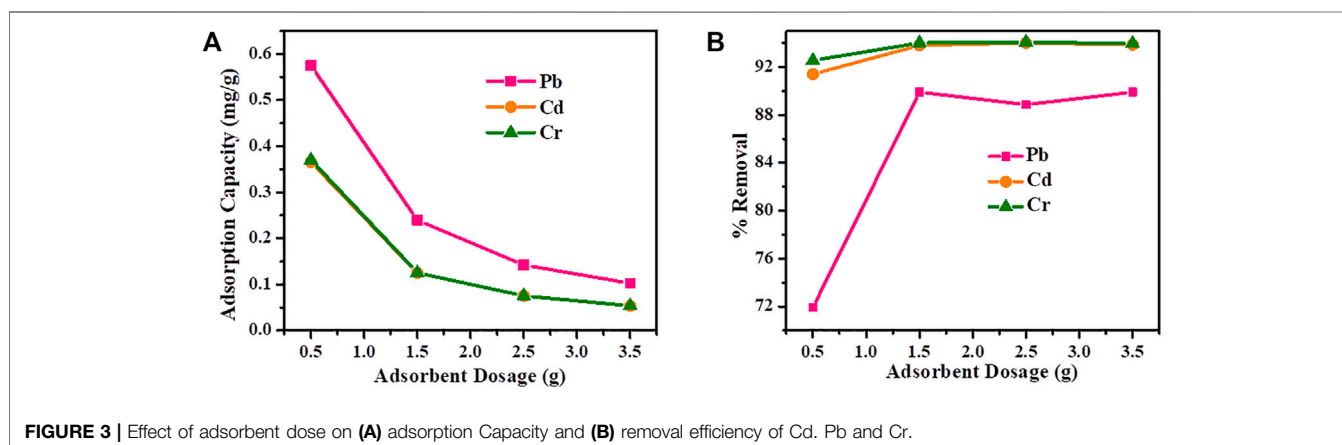 A
Adsorption Capacity (mg/g)
0.6
0.5
0.4
0.3
0.2
0.1
0.0
Pb
Cd
Cr
0.5 1.0 1.5 2.0 2.5 3.0 3.5
Adsorbent Dosage (g)
B
% Removal
92
88
84
80
76
72
Pb
Cd
Cr
0.5 1.0 1.5 2.0 2.5 3.0 3.5
Adsorbent Dosage (g)
FIGURE 3 | Effect of adsorbent dose on (A) adsorption Capacity and (B) removal efficiency of Cd. Pb and Cr.